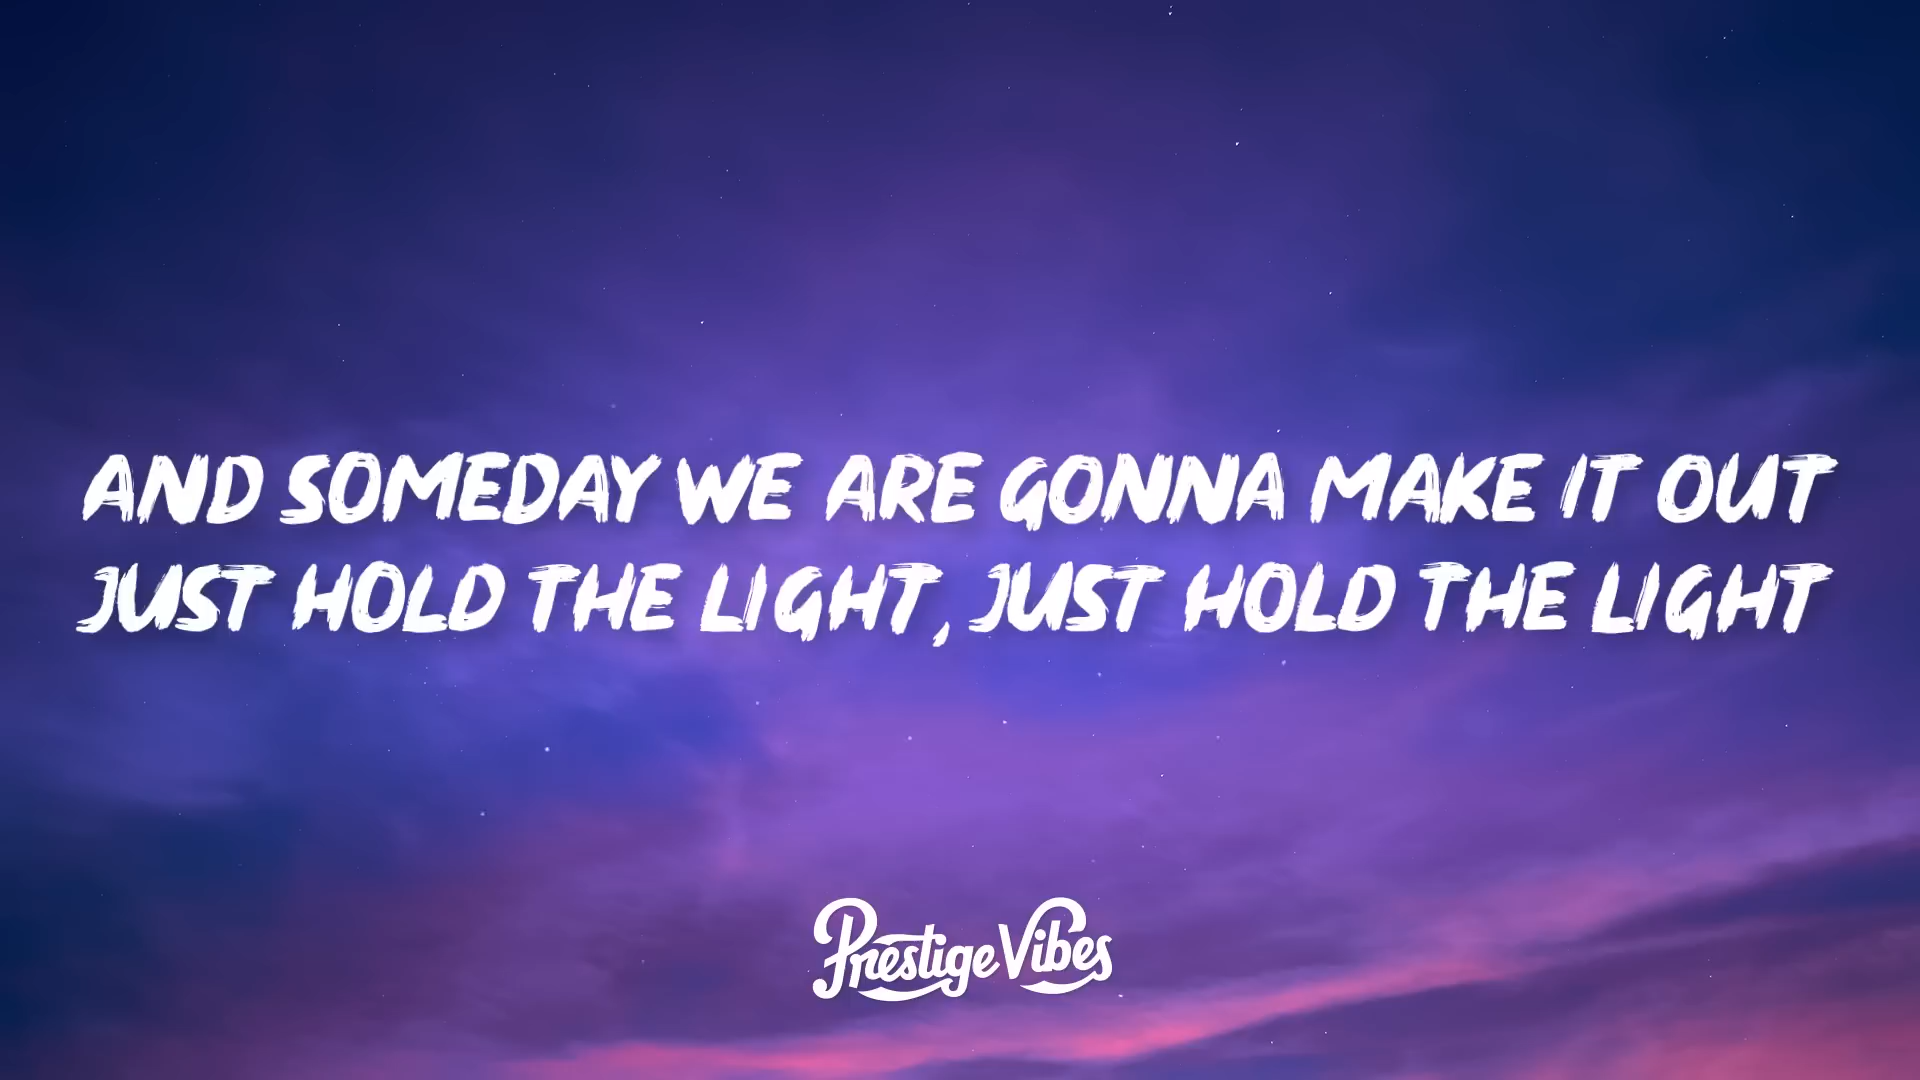 AND SOMEDAY WE ARE GONNA MAKE IT OUT
JUST HOLD THE LIGHT, JUST HOLD THE LIGHT
Prestige Vibes